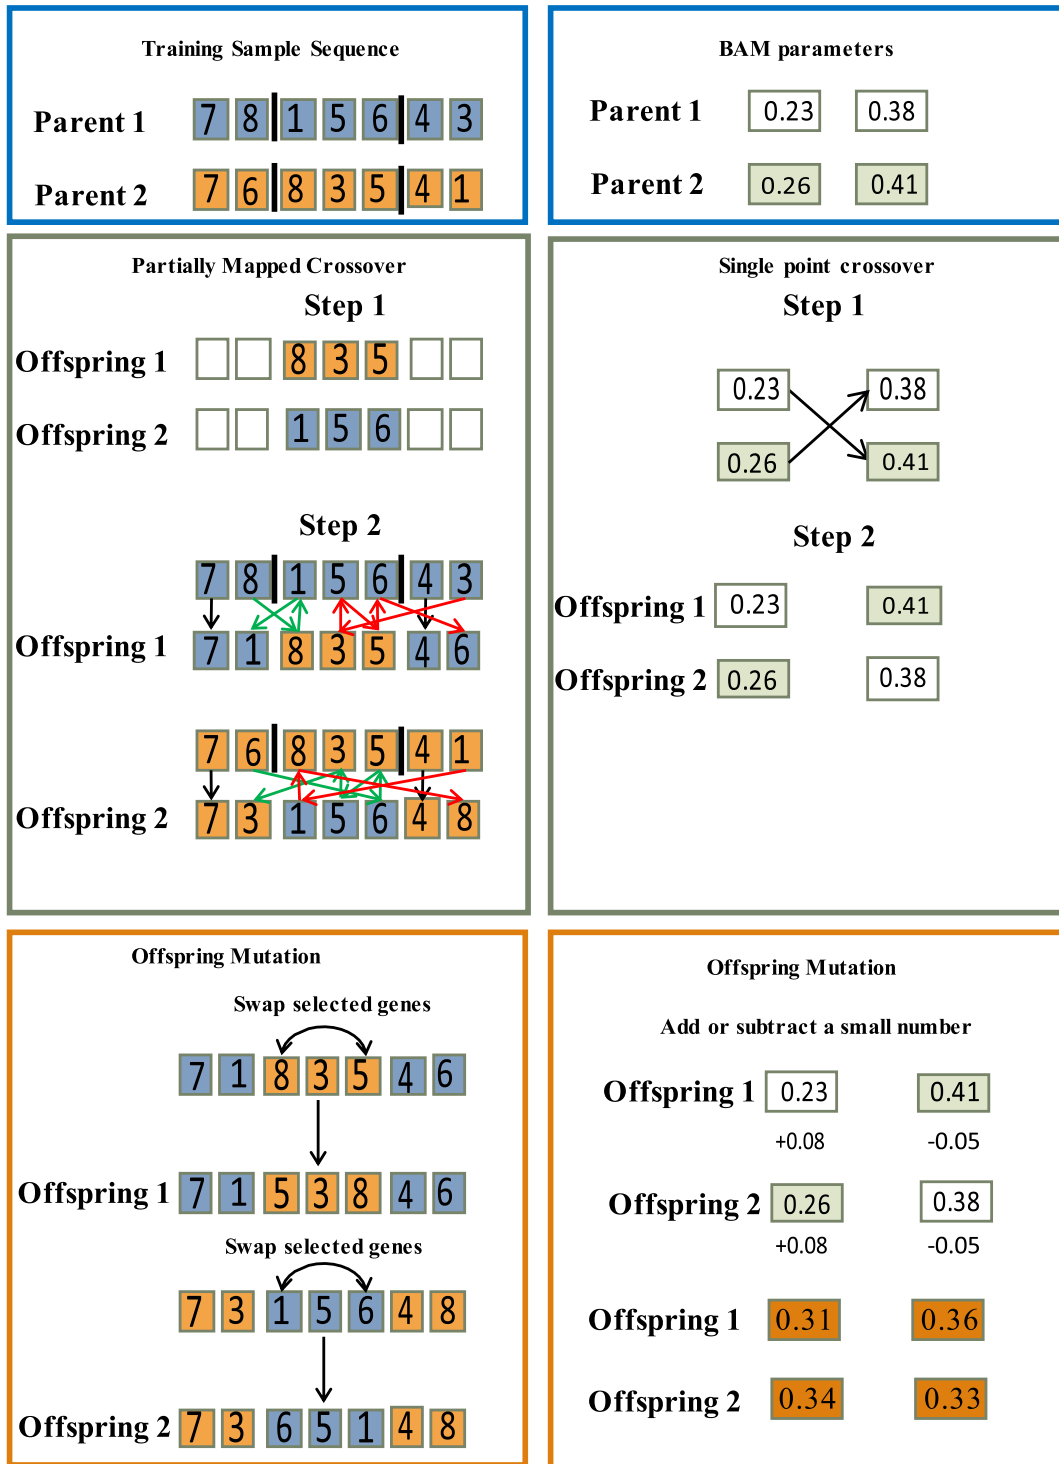 Training Sample Sequence
Parent 1 7 8 1 5 6 4 3
Parent 2 7 6 8 3 5 4 1
BAM parameters
Parent 1 0.23 0.38
Parent 2 0.26 0.41
Partially Mapped Crossover
Step 1
Offspring 1 8 3 5
Offspring 2 1 5 6
Step 2
7 8 1 5 6 4 3
Offspring 1 7 1 8 3 5 4 6
7 6 8 3 5 4 1
Offspring 2 7 3 1 5 6 4 8
Single point crossover
Step 1
0.23 0.38
0.26 0.41
Step 2
Offspring 1 0.23 0.41
Offspring 2 0.26 0.38
Offspring Mutation
Swap selected genes
7 1 8 3 5 4 6
Offspring 1 7 1 5 3 8 4 6
Swap selected genes
7 3 1 5 6 4 8
Offspring 2 7 3 6 5 1 4 8
Offspring Mutation
Add or subtract a small number
Offspring 1 0.23 0.41
+0.08 -0.05
Offspring 2 0.26 0.38
+0.08 -0.05
Offspring 1 0.31 0.36
Offspring 2 0.34 0.33